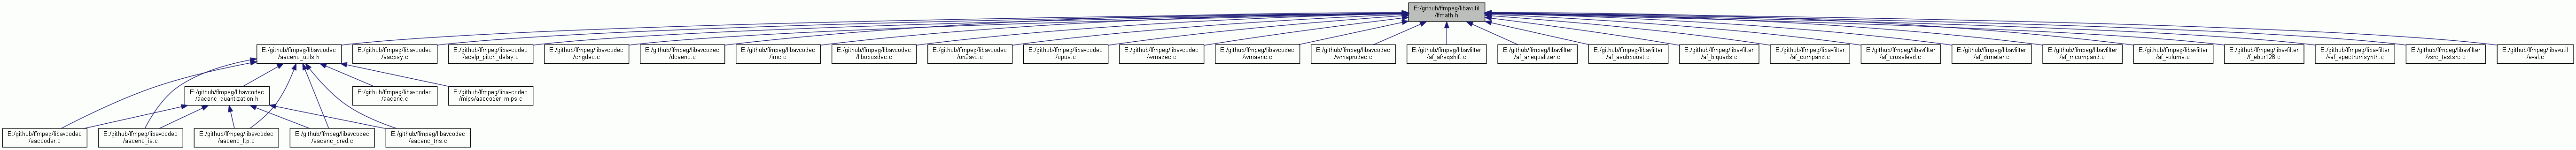 E:/github/ffmpeg/libavutil
/ffmath.h
E:/github/ffmpeg/libavcodec
/aacenc_utils.h
E:/github/ffmpeg/libavcodec
/aacpsy.c
E:/github/ffmpeg/libavcodec
/acelp_pitch_delay.c
E:/github/ffmpeg/libavcodec
/cngdec.c
E:/github/ffmpeg/libavcodec
/dcaenc.c
E:/github/ffmpeg/libavcodec
/imc.c
E:/github/ffmpeg/libavcodec
/libopusdec.c
E:/github/ffmpeg/libavcodec
/on2avc.c
E:/github/ffmpeg/libavcodec
/opus.c
E:/github/ffmpeg/libavcodec
/wmadec.c
E:/github/ffmpeg/libavcodec
/wmaenc.c
E:/github/ffmpeg/libavcodec
/wmaprodec.c
E:/github/ffmpeg/libavfilter
/af_afreqshift.c
E:/github/ffmpeg/libavfilter
/af_anequalizer.c
E:/github/ffmpeg/libavfilter
/af_asubboost.c
E:/github/ffmpeg/libavfilter
/af_biquads.c
E:/github/ffmpeg/libavfilter
/af_compand.c
E:/github/ffmpeg/libavfilter
/af_crossfeed.c
E:/github/ffmpeg/libavfilter
/af_drmeter.c
E:/github/ffmpeg/libavfilter
/af_mcompand.c
E:/github/ffmpeg/libavfilter
/af_volume.c
E:/github/ffmpeg/libavfilter
/f_ebur128.c
E:/github/ffmpeg/libavfilter
/vaf_spectrumsynth.c
E:/github/ffmpeg/libavfilter
/vsrc_testsrc.c
E:/github/ffmpeg/libavutil
/eval.c
E:/github/ffmpeg/libavcodec
/aacenc_quantization.h
E:/github/ffmpeg/libavcodec
/aacenc.c
E:/github/ffmpeg/libavcodec
/mips/aaccoder_mips.c
E:/github/ffmpeg/libavcodec
/aaccoder.c
E:/github/ffmpeg/libavcodec
/aacenc_is.c
E:/github/ffmpeg/libavcodec
/aacenc_ltp.c
E:/github/ffmpeg/libavcodec
/aacenc_pred.c
E:/github/ffmpeg/libavcodec
/aacenc_tns.c